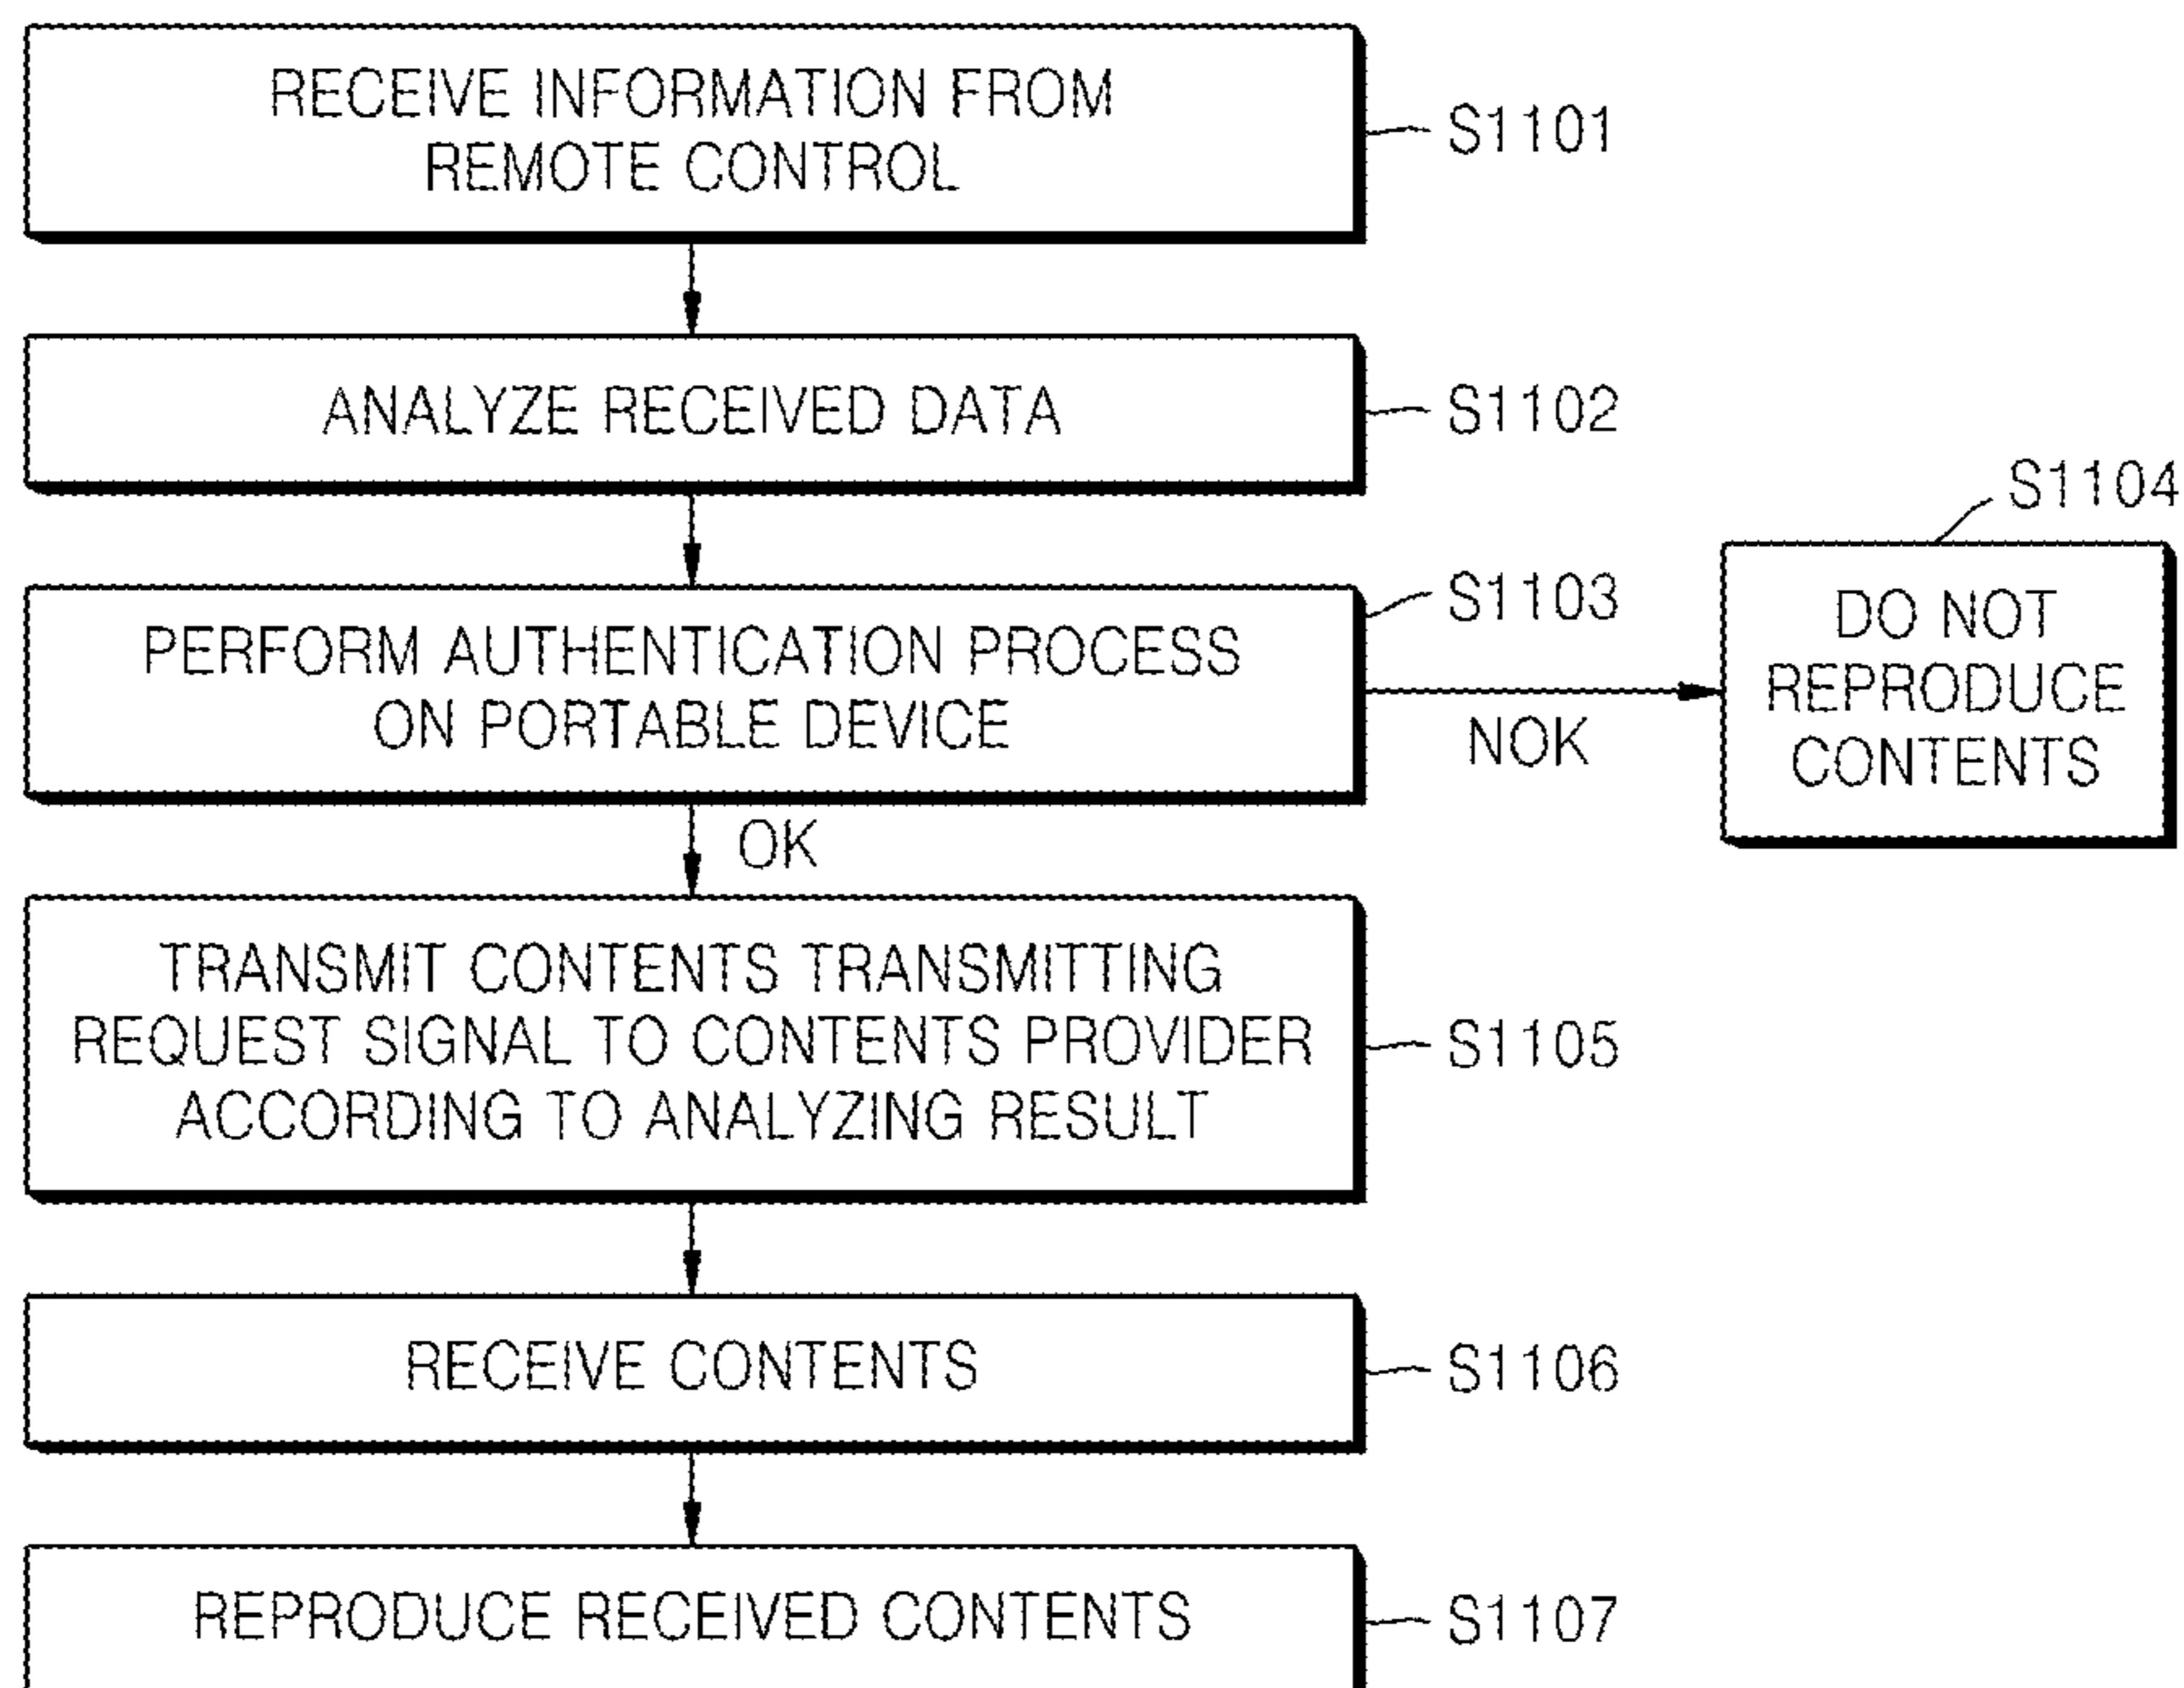 RECEIVE INFORMATION FROM
REMOTE CONTROL
S1101
ANALYZE RECEIVED DATA
S1102
PERFORM AUTHENTICATION PROCESS
ON PORTABLE DEVICE
S1103
NOK
S1104
DO NOT
REPRODUCE
CONTENTS
OK
TRANSMIT CONTENTS TRANSMITTING
REQUEST SIGNAL TO CONTENTS PROVIDER
ACCORDING TO ANALYZING RESULT
S1105
RECEIVE CONTENTS
S1106
REPRODUCE RECEIVED CONTENTS
S1107